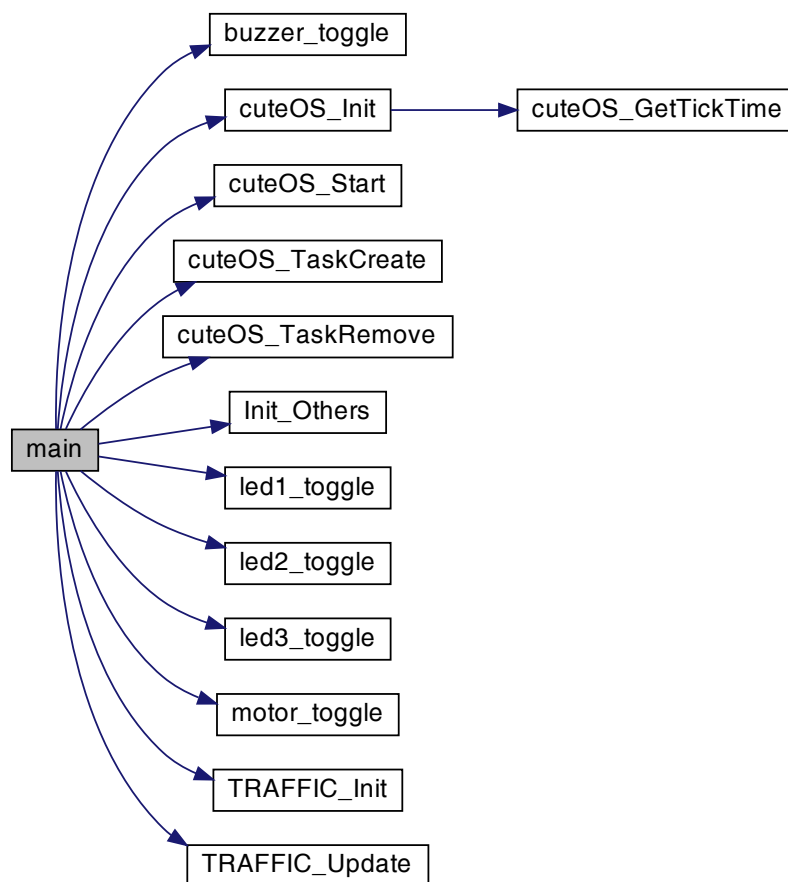 buzzer_toggle
cuteOS_Init
cuteOS_GetTickTime
cuteOS_Start
cuteOS_TaskCreate
cuteOS_TaskRemove
Init_Others
main
led1_toggle
led2_toggle
led3_toggle
motor_toggle
TRAFFIC_Init
TRAFFIC_Update